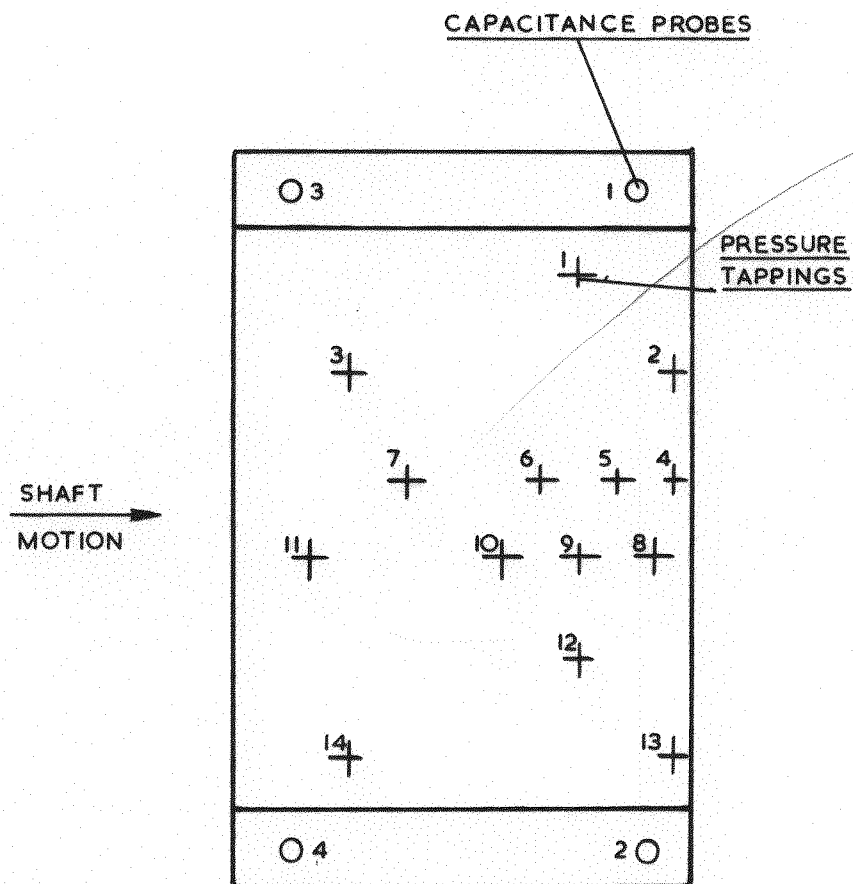 CAPACITANCE PROBES
3 1
1
PRESSURE
TAPPINGS
3 2
7 6 5 4
SHAFT
MOTION
11 10 9 8
12
14 13
4 2